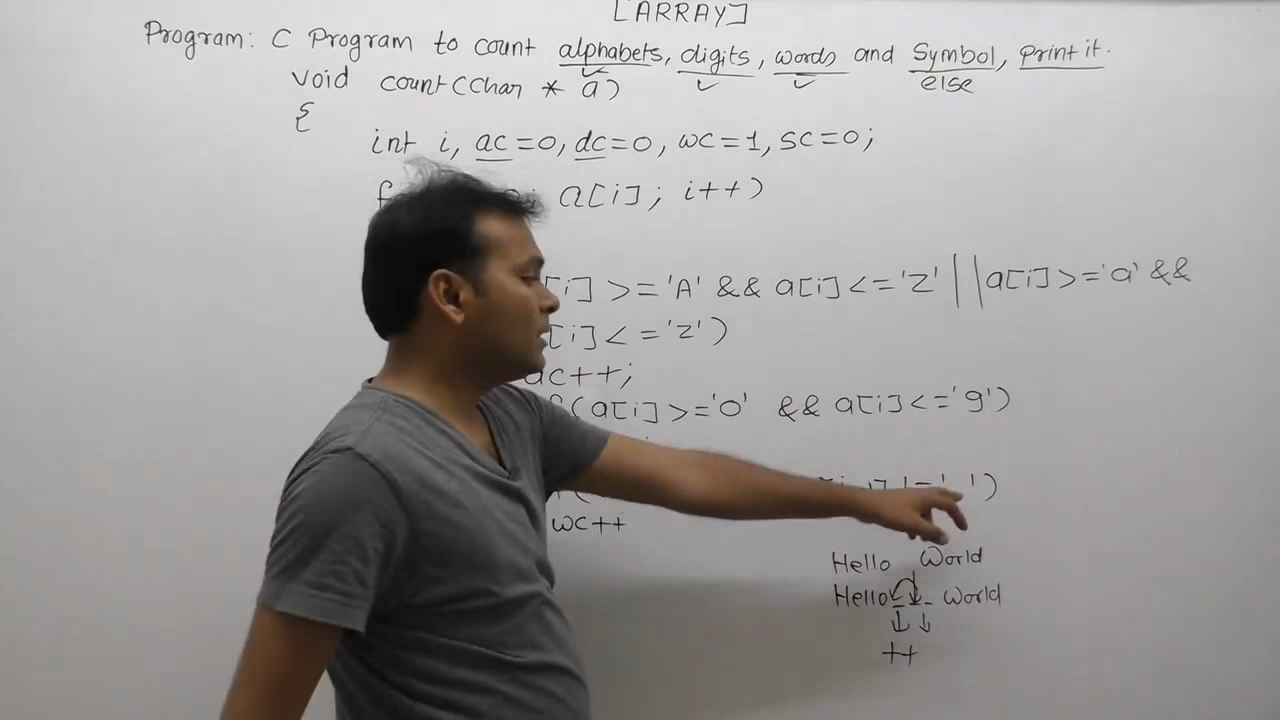 [ARRAY]
Program: C Program to count alphabets, digits, words and Symbol, print it.
void count(char * a) else
{
int i, ac=0, dc=0, wc=1, sc=0;
a[i]; i++)
[i] >='A' && a[i]<='Z' || a[i]>='a' &&
[i]<='z')
ac++;
(a[i]>='0' && a[i]<='9')
!=' ')
wc++
Hello World
Hello World
++